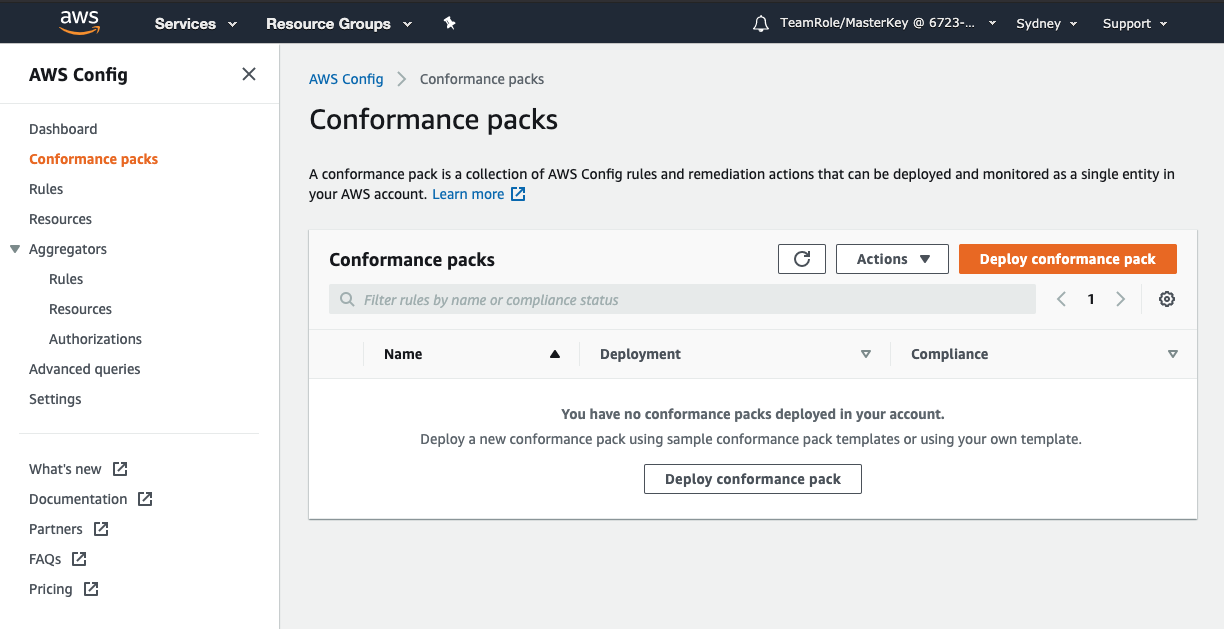 aws
Services
Resource Groups
TeamRole/MasterKey @ 6723-...
Sydney
Support
AWS Config
Dashboard
Conformance packs
Rules
Resources
Aggregators
Rules
Resources
Authorizations
Advanced queries
Settings
What's new
Documentation
Partners
FAQs
Pricing
AWS Config
Conformance packs
Conformance packs
A conformance pack is a collection of AWS Config rules and remediation actions that can be deployed and monitored as a single entity in
your AWS account. Learn more
Conformance packs
Actions
Deploy conformance pack
Filter rules by name or compliance status
1
Name
Deployment
Compliance
You have no conformance packs deployed in your account.
Deploy a new conformance pack using sample conformance pack templates or using your own template.
Deploy conformance pack